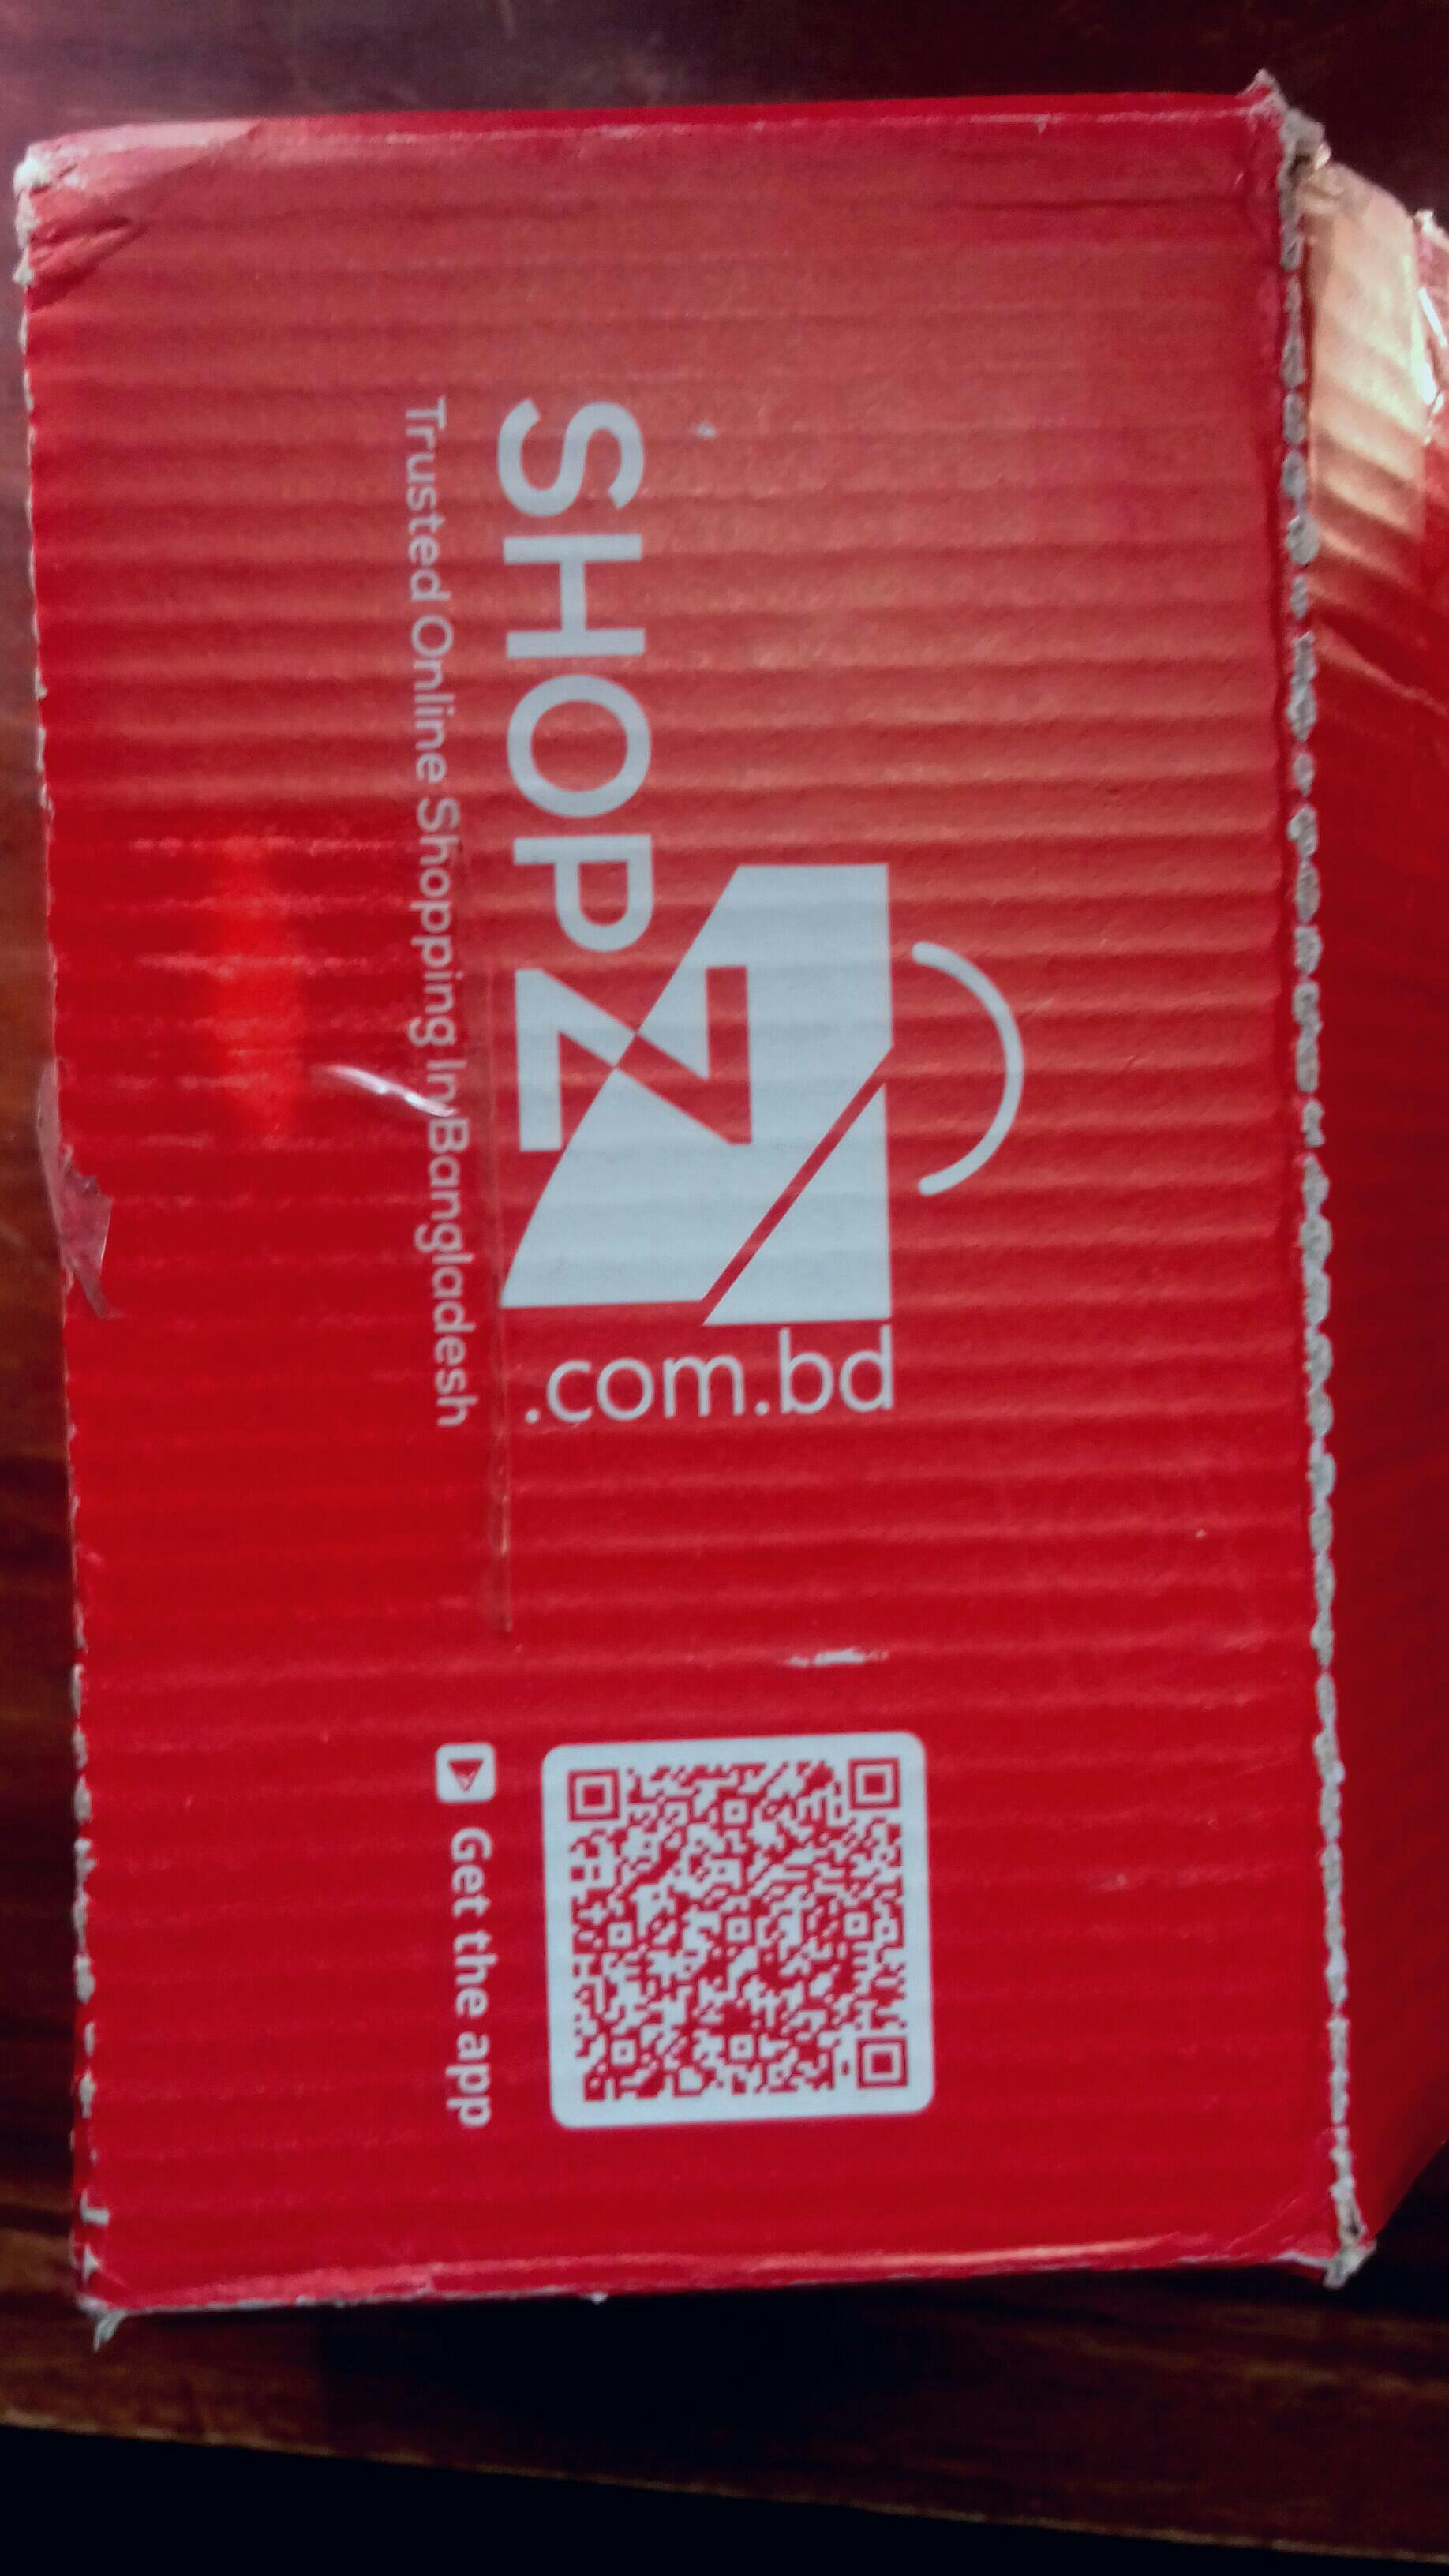 SHOPZ
.com.bd
Trusted Online Shopping In Bangladesh
Get the app